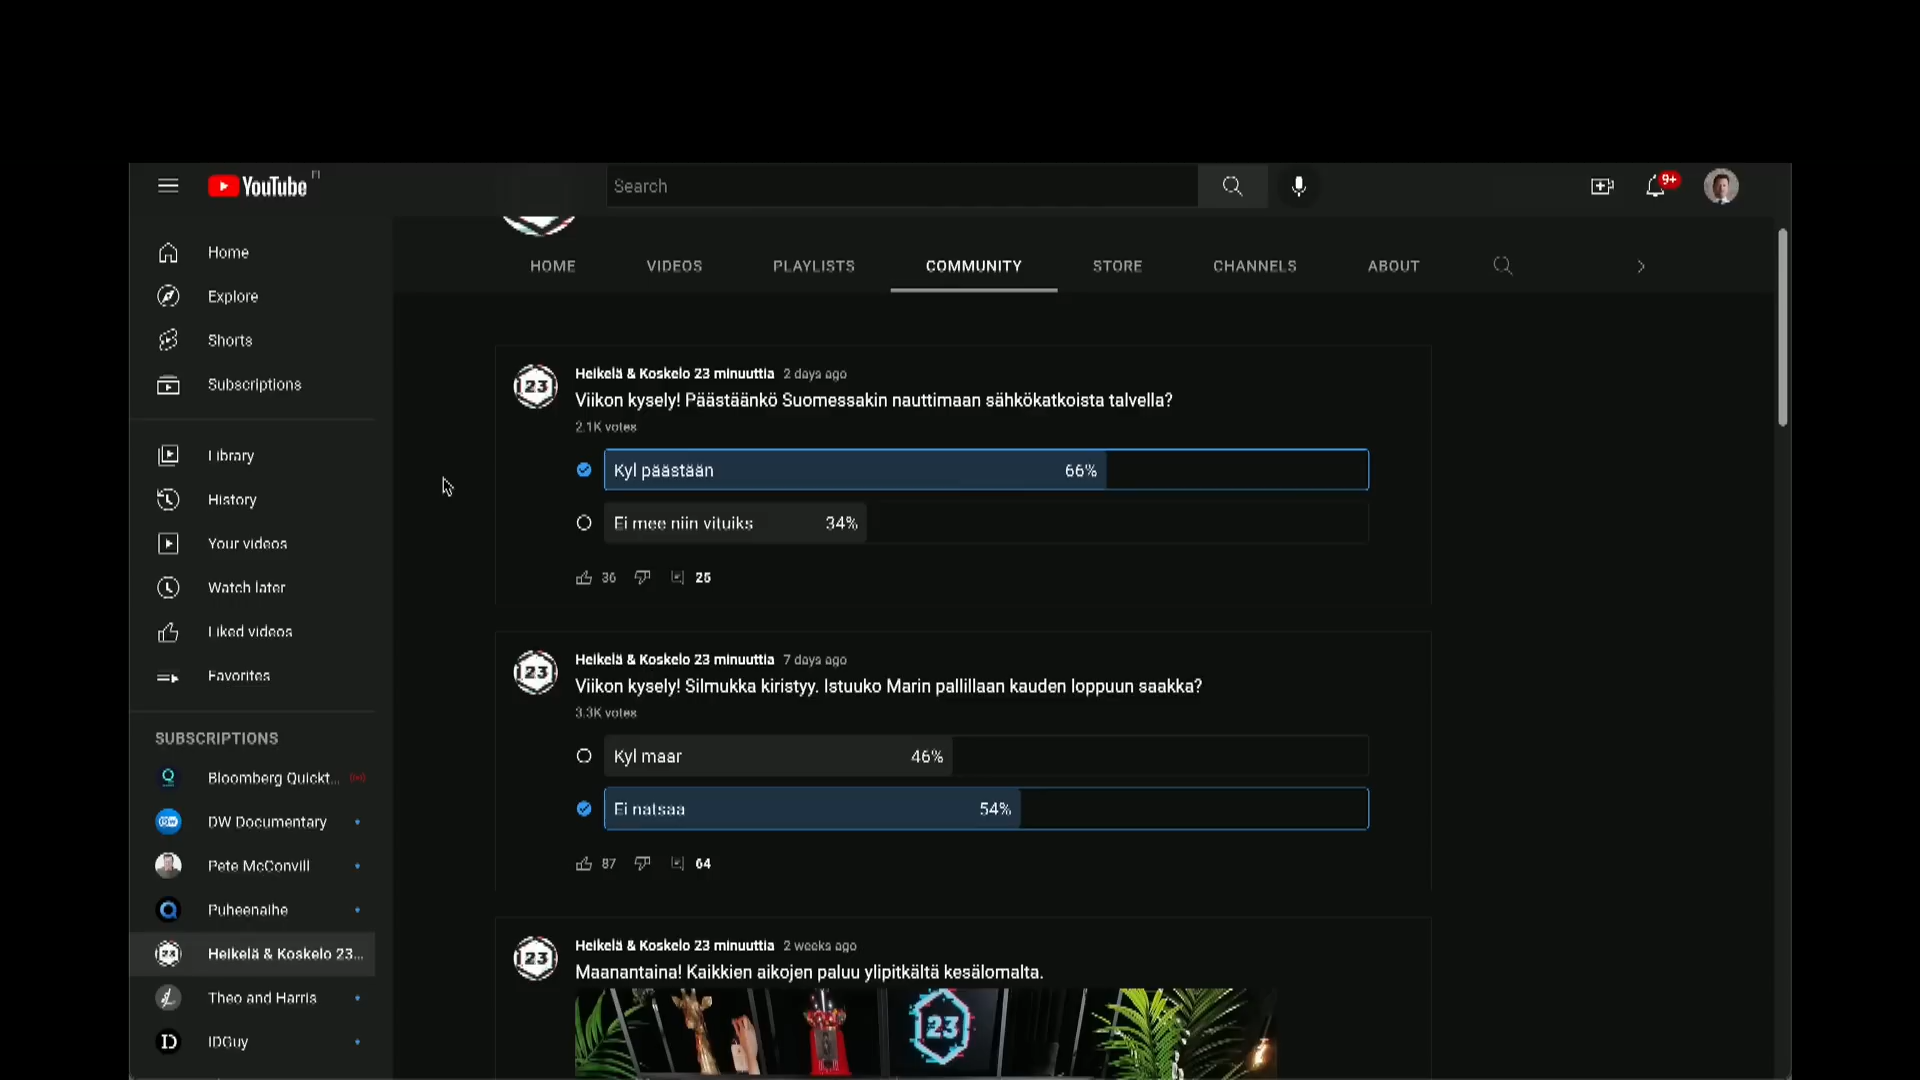 YouTube FI
Search
9+
Home
Explore
Shorts
Subscriptions
Library
History
Your videos
Watch later
Liked videos
Favorites
SUBSCRIPTIONS
Bloomberg Quickt...
DW Documentary
Pete McConvill
Puheenaihe
Heikelä & Koskelo 23...
Theo and Harris
IDGuy
HOME VIDEOS PLAYLISTS COMMUNITY STORE CHANNELS ABOUT
23
Heikelä & Koskelo 23 minuuttia 2 days ago
Viikon kysely! Päästäänkö Suomessakin nauttimaan sähkökatkoista talvella?
2.1K votes
Kyl päästään 66%
Ei mee niin vituiks 34%
36 25
23
Heikelä & Koskelo 23 minuuttia 7 days ago
Viikon kysely! Silmukka kiristyy. Istuuko Marin pallillaan kauden loppuun saakka?
3.3K votes
Kyl maar 46%
Ei natsaa 54%
87 64
23
Heikelä & Koskelo 23 minuuttia 2 weeks ago
Maanantaina! Kaikkien aikojen paluu ylipitkältä kesälomalta.
23